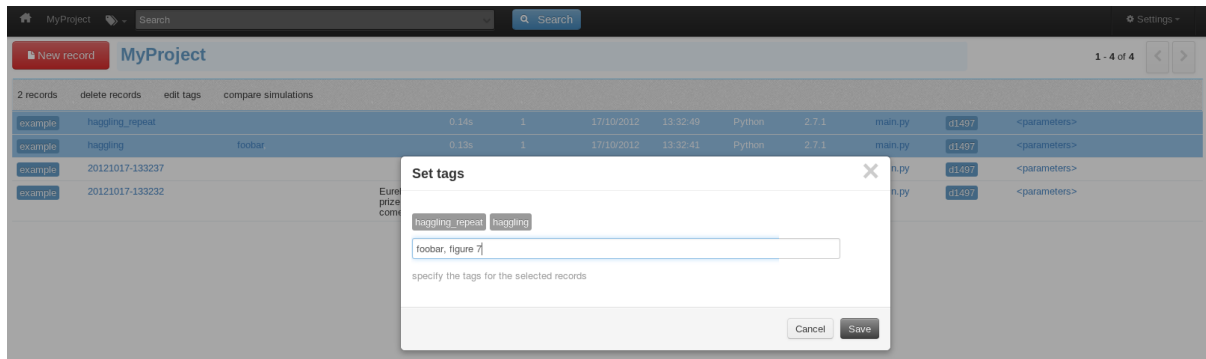 MyProject Search Search Settings
New record MyProject 1 - 4 of 4
2 records delete records edit tags compare simulations
example haggling_repeat 0.14s 1 17/10/2012 13:32:49 Python 2.7.1 main.py d1497 <parameters>
example haggling foobar 0.13s 1 17/10/2012 13:32:41 Python 2.7.1 main.py d1497 <parameters>
example 20121017-133237 n.py d1497 <parameters>
example 20121017-133232 Eurel n.py d1497 <parameters>
prize
come
Set tags
haggling_repeat haggling
foobar, figure 7
specify the tags for the selected records
Cancel Save